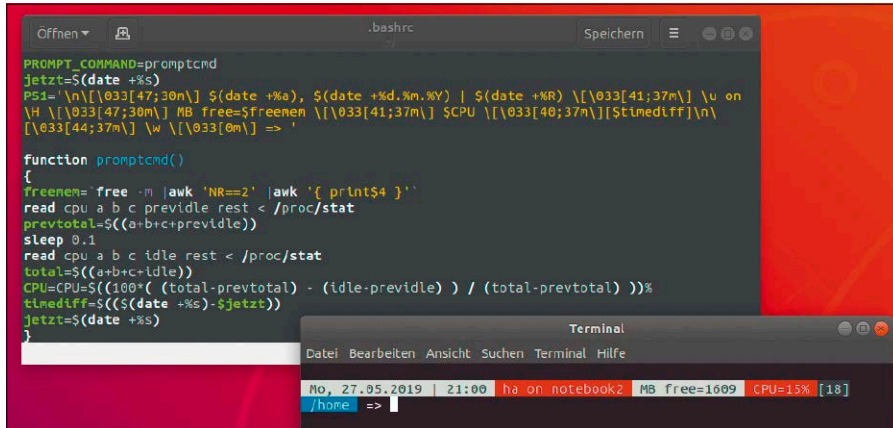 Öffnen
.bashrc
~/
Speichern
PROMPT_COMMAND=promptcmd
jetzt=$(date +%s)
PS1='\n\[\033[47;30m\] $(date +%a), $(date +%d.%m.%Y) | $(date +%R) \[\033[41;37m\] \u on
\H \[\033[47;30m\] MB free=$freemem \[\033[41;37m\] $CPU \[\033[40;37m\][$timediff]\n\
[\033[44;37m\] \w \[\033[0m\] => '
function promptcmd()
{
freemem=`free -m |awk 'NR==2' |awk '{ print$4 }'`
read cpu a b c previdle rest < /proc/stat
prevtotal=$((a+b+c+previdle))
sleep 0.1
read cpu a b c idle rest < /proc/stat
total=$((a+b+c+idle))
CPU=CPU=$((100*( (total-prevtotal) - (idle-previdle) ) / (total-prevtotal) ))%
timediff=$(($(date +%s)-$jetzt))
jetzt=$(date +%s)
}
Terminal
Datei Bearbeiten Ansicht Suchen Terminal Hilfe
Mo, 27.05.2019 | 21:00 ha on notebook2 MB free=1609 CPU=15% [18]
/home =>